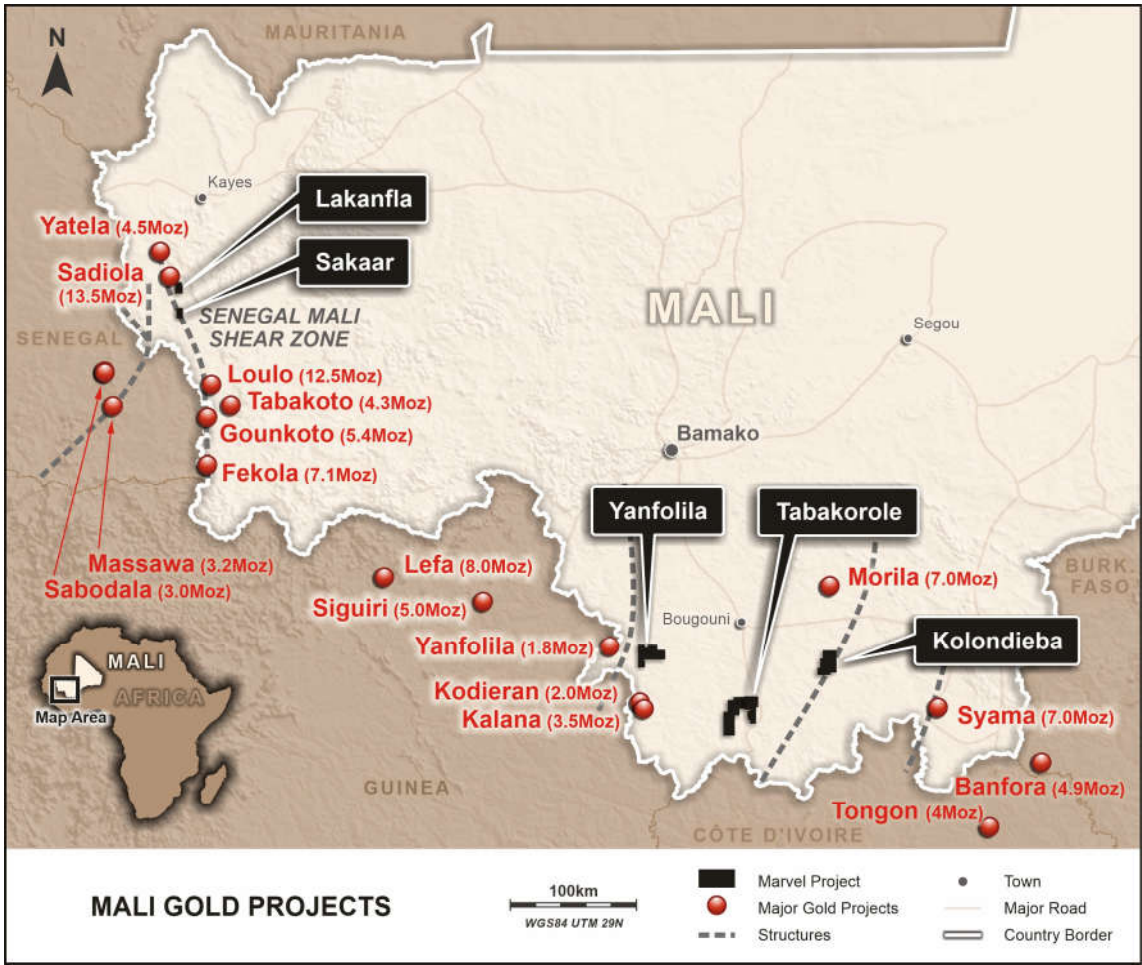 MAURITANIA
N
Kayes
Lakanfla
Yatela (4.5Moz)
Sakaar
Sadiola
(13.5Moz)
MALI
SENEGAL MALI
SHEAR ZONE
SENEGAL
Segou
Loulo (12.5Moz)
Tabakoto (4.3Moz)
Gounkoto (5.4Moz)
Bamako
Fekola (7.1Moz)
Yanfolila
Tabakorole
Massawa (3.2Moz)
Sabodala (3.0Moz)
Lefa (8.0Moz)
Siguiri (5.0Moz)
Morila (7.0Moz)
BURK.
FASO
Bougouni
Yanfolila (1.8Moz)
Kolondieba
MALI
AFRICA
Map Area
Kodieran (2.0Moz)
Kalana (3.5Moz)
Syama (7.0Moz)
GUINEA
Banfora (4.9Moz)
Tongon (4Moz)
CÔTE D'IVOIRE
MALI GOLD PROJECTS
100km
WGS84 UTM 29N
Marvel Project
Major Gold Projects
Structures
Town
Major Road
Country Border